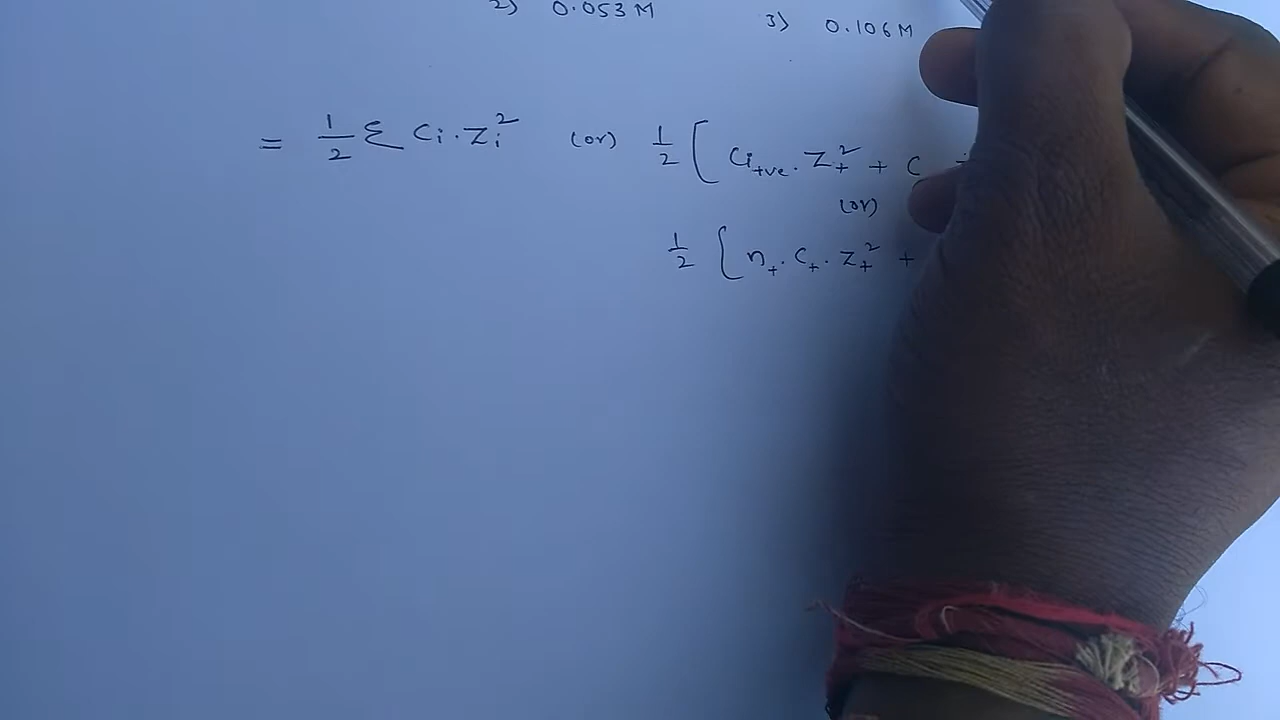 2) 0.053 M 3) 0.106 M
= 1/2 Σ Ci . Zi² (or) 1/2 [ Ci+ve . Z+² + C
(or)
1/2 [ n+ . C+ . Z+² +